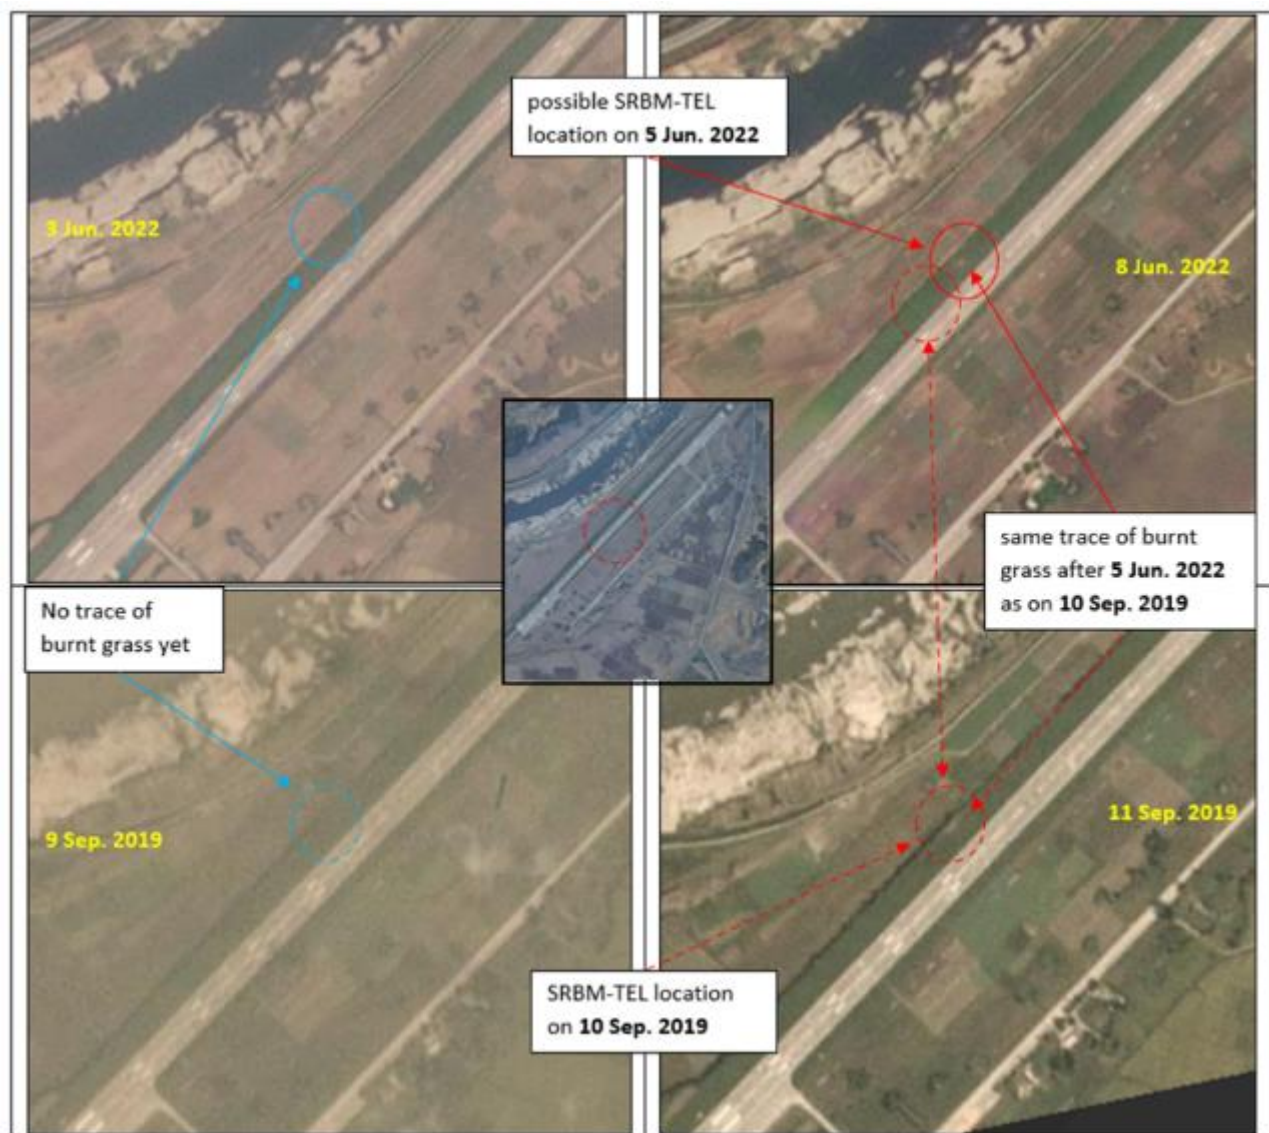 possible SRBM-TEL
location on 5 Jun. 2022
3 Jun. 2022
8 Jun. 2022
same trace of burnt
grass after 5 Jun. 2022
as on 10 Sep. 2019
No trace of
burnt grass yet
9 Sep. 2019
11 Sep. 2019
SRBM-TEL location
on 10 Sep. 2019